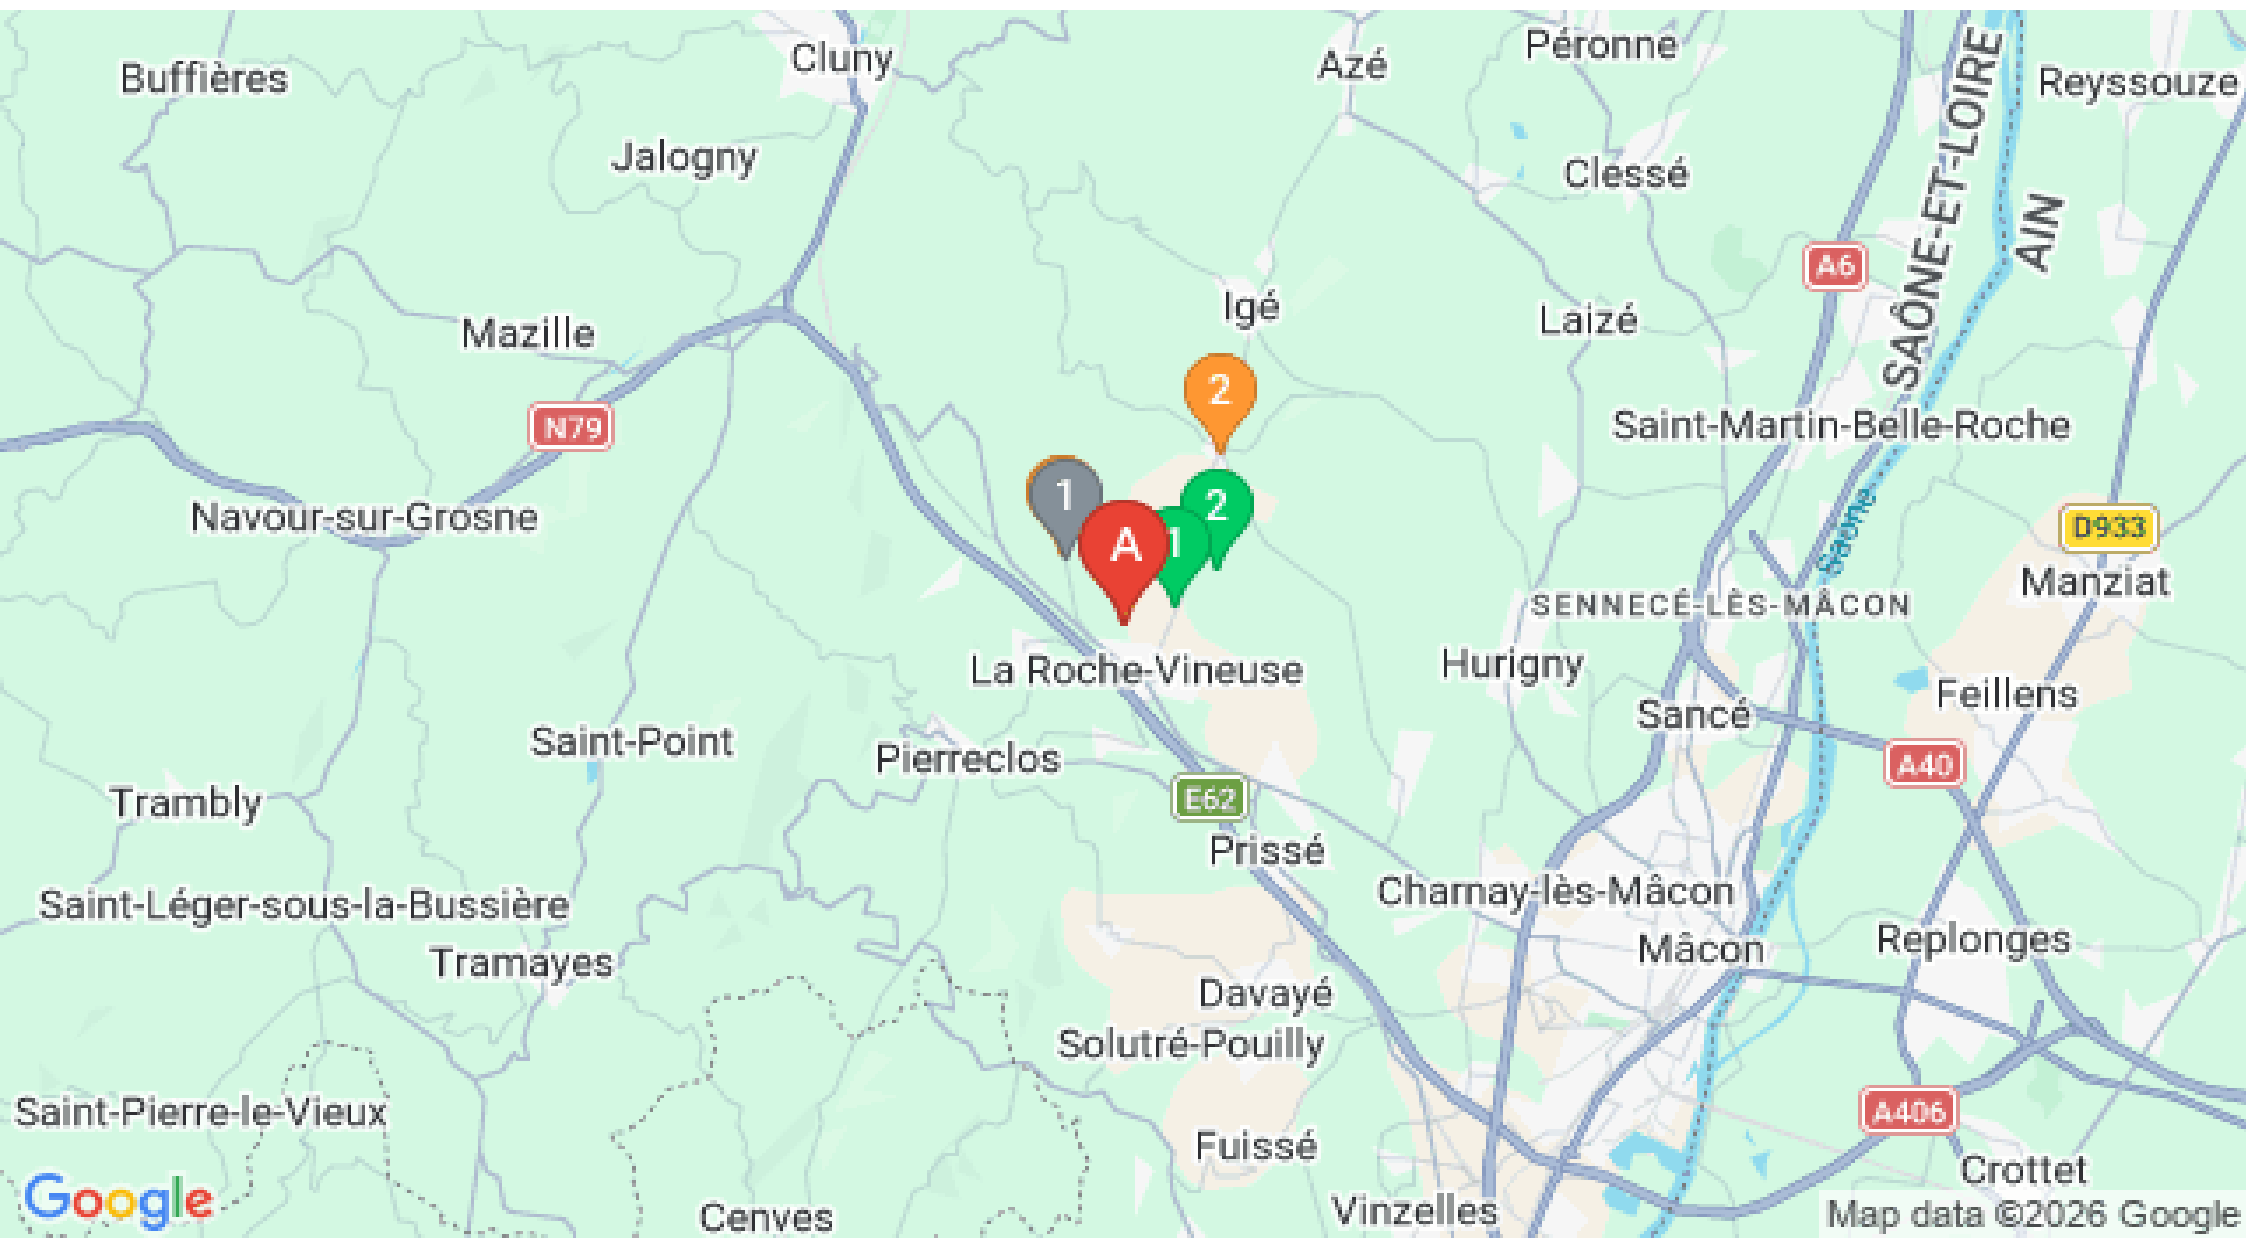 Cluny
Azé
Péronne
Buffières
Reyssouze
Jalogny
Clessé
SAÔNE-ET-LOIRE
AIN
A6
Igé
Laizé
Mazille
2
N79
Saint-Martin-Belle-Roche
1
2
Navour-sur-Grosne
A
1
Saône
D933
Manziat
SENNECÉ-LÈS-MÂCON
La Roche-Vineuse
Hurigny
Feillens
Sancé
Saint-Point
Pierreclos
A40
Trambly
E62
Prissé
Saint-Léger-sous-la-Bussière
Charnay-lès-Mâcon
Mâcon
Replonges
Tramayes
Davayé
Solutré-Pouilly
Saint-Pierre-le-Vieux
A406
Fuissé
Crottet
Google
Cenves
Vinzelles
Map data ©2026 Google